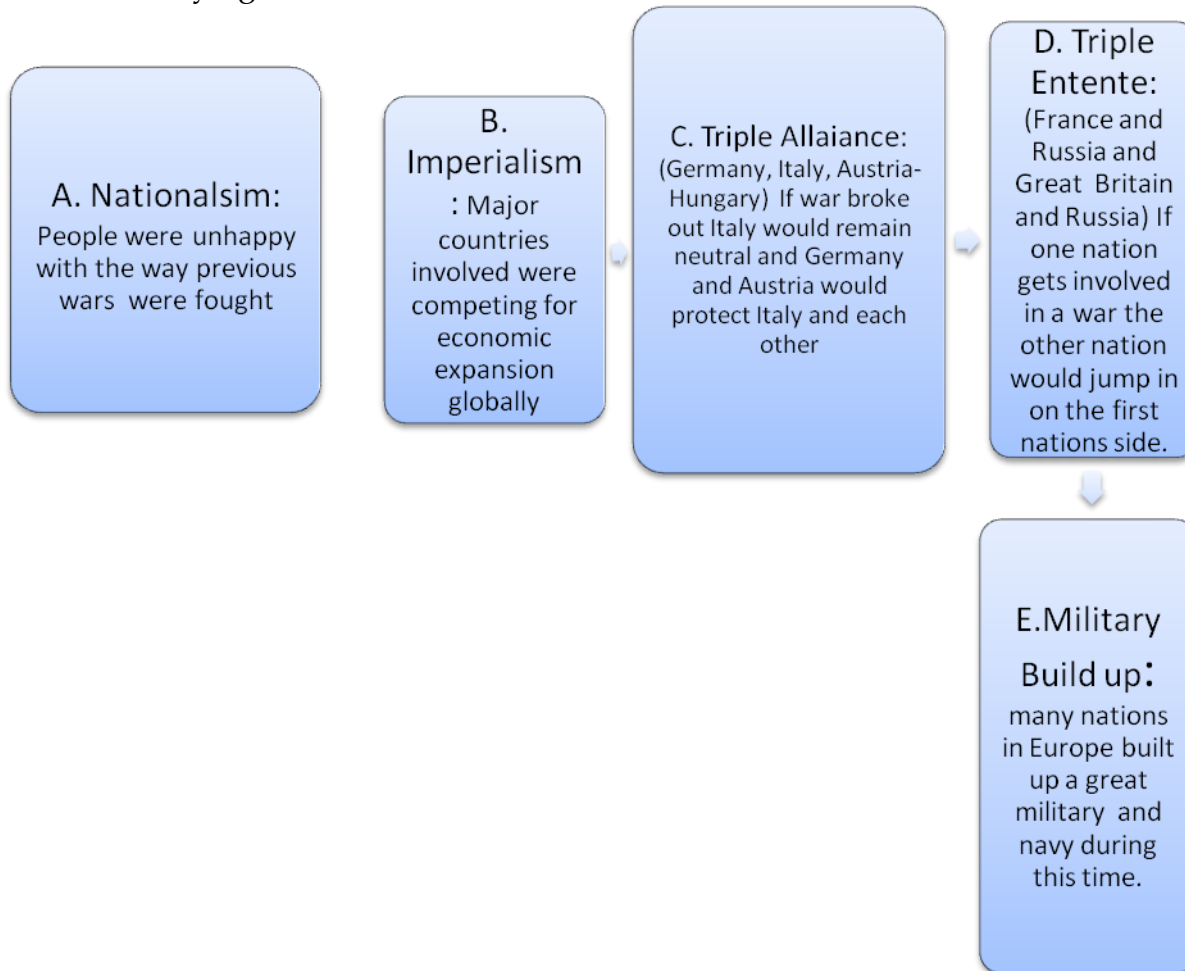 A. Nationalsim:
People were unhappy
with the way previous
wars were fought
B.
Imperialism
: Major
countries
involved were
competing for
economic
expansion
globally
C. Triple Allaiance:
(Germany, Italy, Austria-
Hungary) If war broke
out Italy would remain
neutral and Germany
and Austria would
protect Italy and each
other
D. Triple
Entente:
(France and
Russia and
Great Britain
and Russia) If
one nation
gets involved
in a war the
other nation
would jump in
on the first
nations side.
E.Military
Build up:
many nations
in Europe built
up a great
military and
navy during
this time.